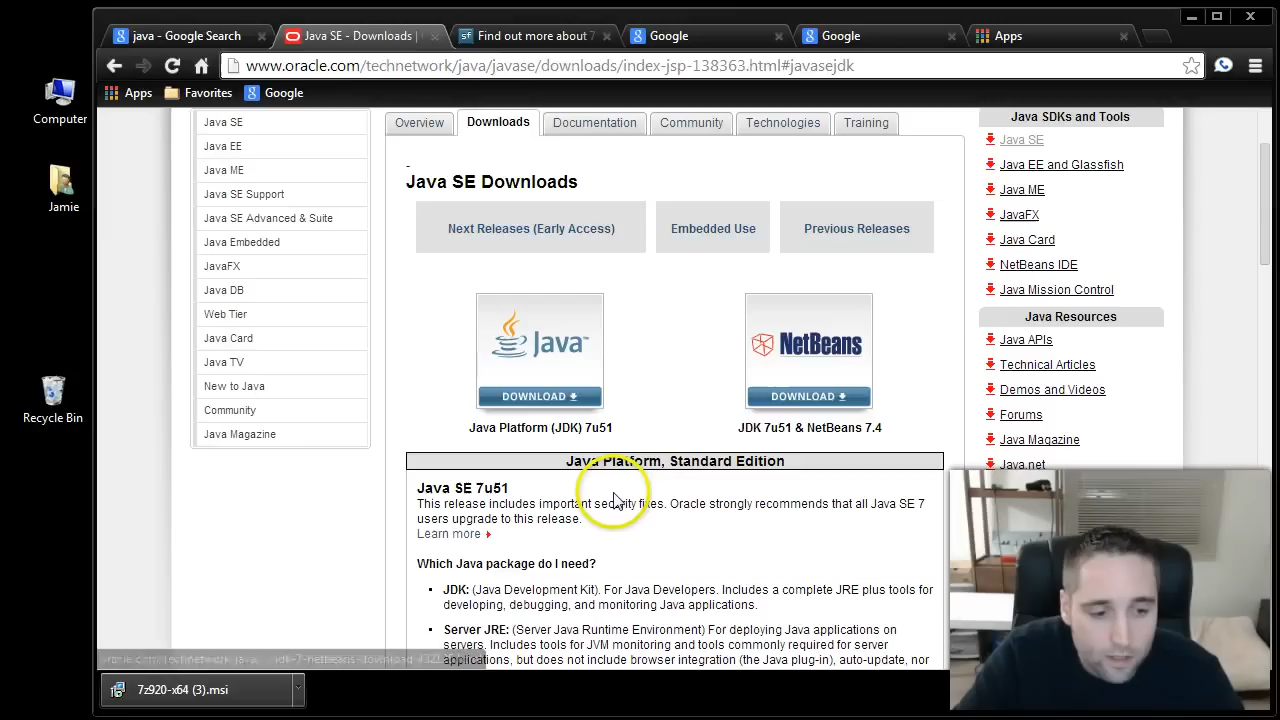 java - Google Search
Java SE - Downloads |
Find out more about 7
Google
Google
Apps
www.oracle.com/technetwork/java/javase/downloads/index-jsp-138363.html#javasejdk
Apps
Favorites
Google
Computer
Jamie
Recycle Bin
Java SE
Java EE
Java ME
Java SE Support
Java SE Advanced & Suite
Java Embedded
JavaFX
Java DB
Web Tier
Java Card
Java TV
New to Java
Community
Java Magazine
Overview
Downloads
Documentation
Community
Technologies
Training
Java SE Downloads
Next Releases (Early Access)
Embedded Use
Previous Releases
Java™
DOWNLOAD
Java Platform (JDK) 7u51
NetBeans
DOWNLOAD
JDK 7u51 & NetBeans 7.4
Java Platform, Standard Edition
Java SE 7u51
This release includes important security fixes. Oracle strongly recommends that all Java SE 7
users upgrade to this release.
Learn more
Which Java package do I need?
JDK: (Java Development Kit). For Java Developers. Includes a complete JRE plus tools for
developing, debugging, and monitoring Java applications.
Server JRE: (Server Java Runtime Environment) For deploying Java applications on
servers. Includes tools for JVM monitoring and tools commonly required for server
applications, but does not include browser integration (the Java plug-in), auto-update, nor
Java SDKs and Tools
Java SE
Java EE and Glassfish
Java ME
JavaFX
Java Card
NetBeans IDE
Java Mission Control
Java Resources
Java APIs
Technical Articles
Demos and Videos
Forums
Java Magazine
Java.net
7z920-x64 (3).msi